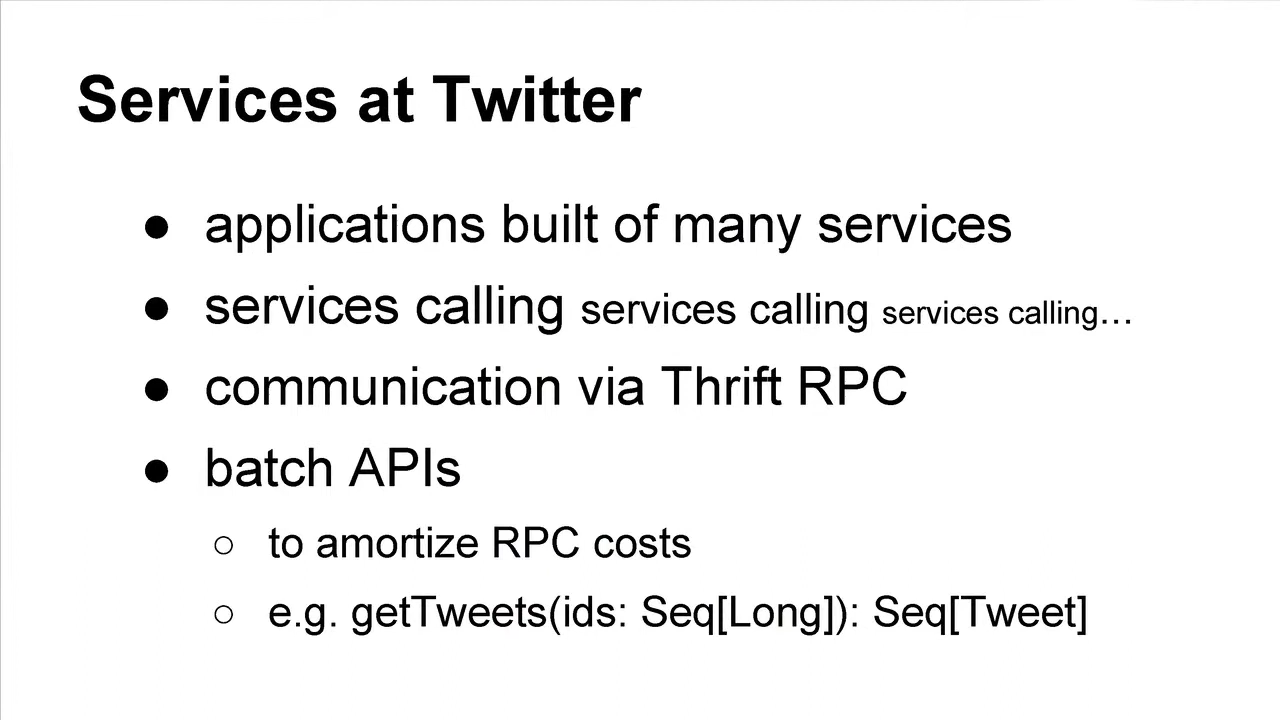 Services at Twitter
● applications built of many services
● services calling services calling services calling…
● communication via Thrift RPC
● batch APIs
○ to amortize RPC costs
○ e.g. getTweets(ids: Seq[Long]): Seq[Tweet]